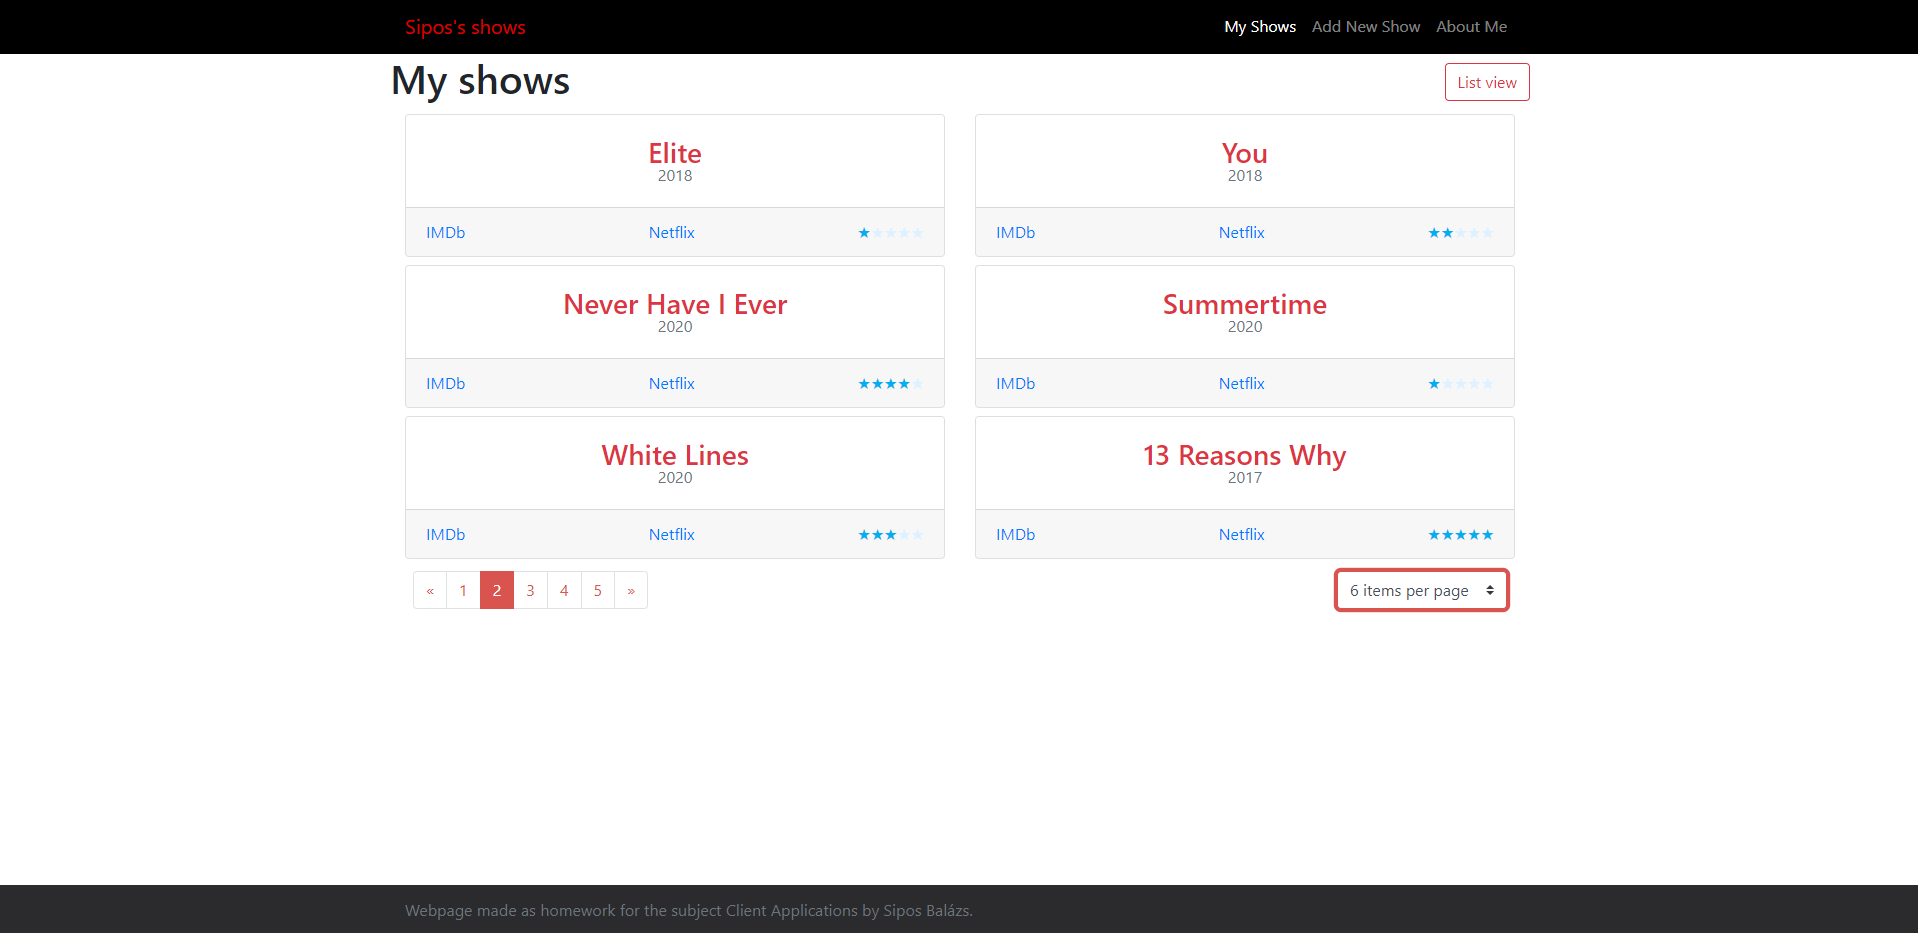 Sipos's shows My Shows Add New Show About Me
My shows List view
Elite
2018
IMDb Netflix ★★★★★
You
2018
IMDb Netflix ★★★★★
Never Have I Ever
2020
IMDb Netflix ★★★★★
Summertime
2020
IMDb Netflix ★★★★★
White Lines
2020
IMDb Netflix ★★★★★
13 Reasons Why
2017
IMDb Netflix ★★★★★
« 1 2 3 4 5 » 6 items per page
Webpage made as homework for the subject Client Applications by Sipos Balázs.